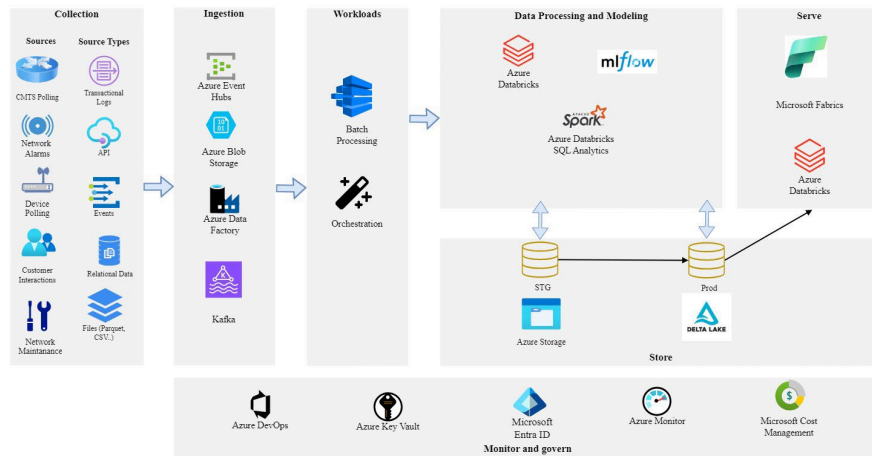 Collection
Sources
Source Types
CMTS Polling
Transactional
Logs
Network
Alarms
API
Device
Polling
Events
Customer
Interactions
Relational Data
Network
Maintanance
Files (Parquet,
CSV..)
Ingestion
Azure Event
Hubs
10
01
Azure Blob
Storage
Azure Data
Factory
K
Kafka
Workloads
Batch
Processing
Orchestration
Data Processing and Modeling
Azure
Databricks
mlflow
APACHE
Spark
Azure Databricks
SQL Analytics
Serve
Microsoft Fabrics
Azure
Databricks
STG
Prod
Azure Storage
DELTA LAKE
Store
Azure DevOps
Azure Key Vault
Microsoft
Entra ID
Azure Monitor
$
Microsoft Cost
Management
Monitor and govern